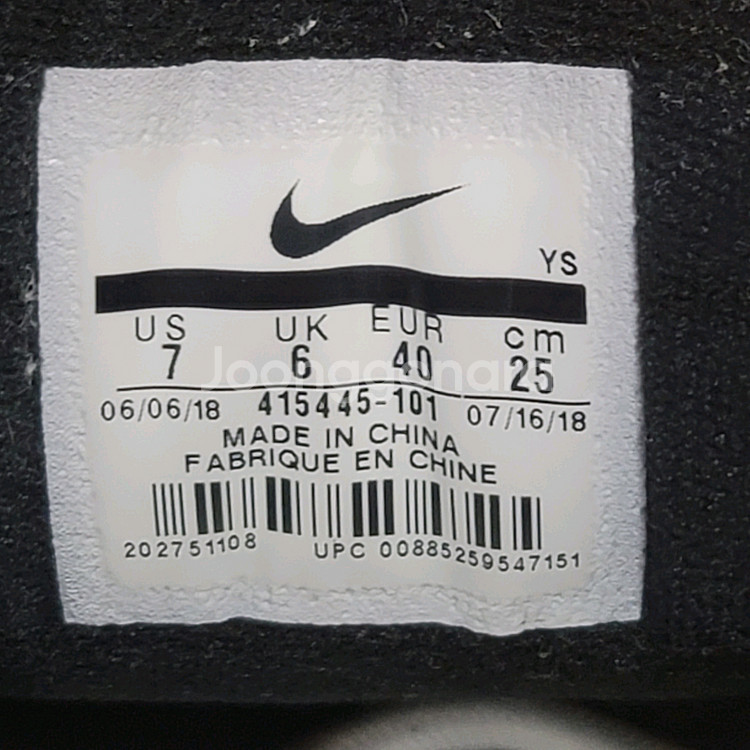 YS
US UK EUR cm
7 6 40 25
06/06/18 415445-101 07/16/18
MADE IN CHINA
FABRIQUE EN CHINE
202751108 UPC 00885259547151
Joonggonara